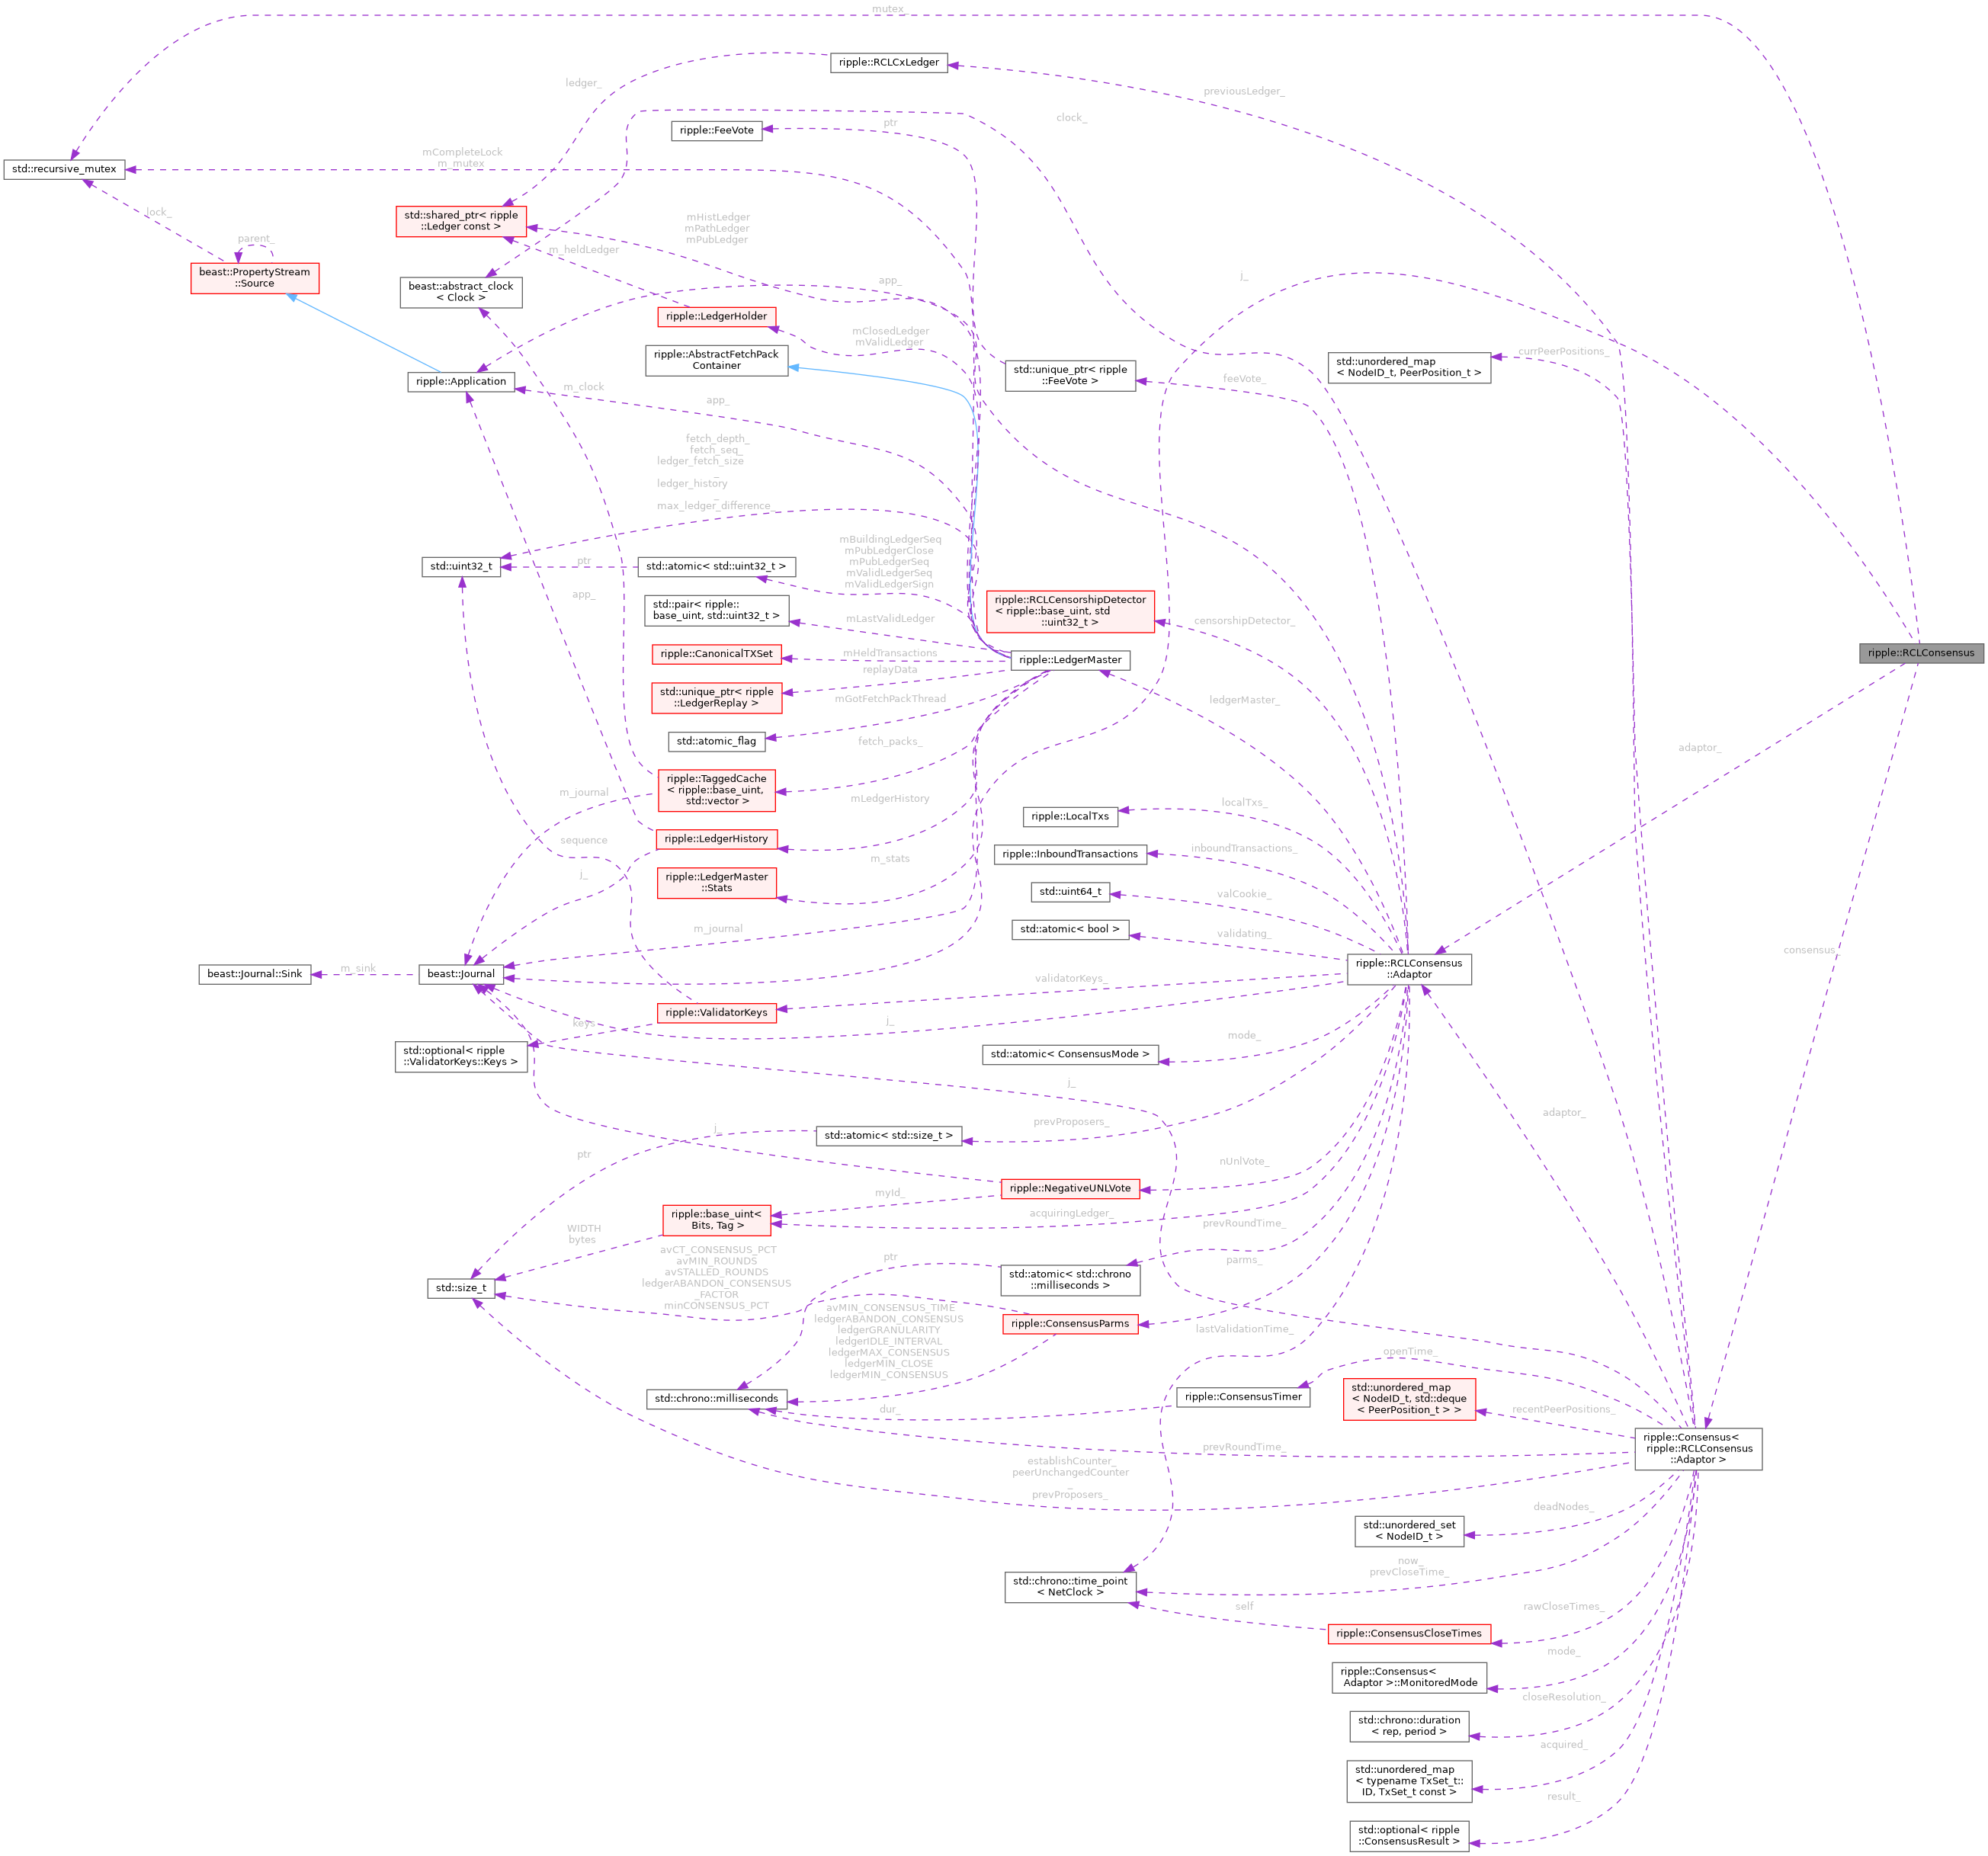 mutex_
ripple::RCLCxLedger
ledger_
previousLedger_
ptr
clock_
ripple::FeeVote
mCompleteLock
m_mutex
std::recursive_mutex
lock_
std::shared_ptr< ripple
::Ledger const >
mHistLedger
mPathLedger
mPubLedger
parent_
m_heldLedger
beast::PropertyStream
::Source
beast::abstract_clock
< Clock >
app_
j_
ripple::LedgerHolder
mClosedLedger
mValidLedger
ripple::AbstractFetchPack
Container
std::unordered_map
< NodeID_t, PeerPosition_t >
currPeerPositions_
std::unique_ptr< ripple
::FeeVote >
feeVote_
ripple::Application
m_clock
app_
fetch_depth_
fetch_seq_
ledger_fetch_size
_
ledger_history
_
max_ledger_difference_
mBuildingLedgerSeq
mPubLedgerClose
mPubLedgerSeq
mValidLedgerSeq
mValidLedgerSign
std::uint32_t
ptr
std::atomic< std::uint32_t >
app_
std::pair< ripple::
base_uint, std::uint32_t >
mLastValidLedger
ripple::RCLCensorshipDetector
< ripple::base_uint, std
::uint32_t >
censorshipDetector_
ripple::CanonicalTXSet
mHeldTransactions
ripple::LedgerMaster
ripple::RCLConsensus
replayData
std::unique_ptr< ripple
::LedgerReplay >
mGotFetchPackThread
ledgerMaster_
std::atomic_flag
fetch_packs_
adaptor_
consensus_
ripple::TaggedCache
< ripple::base_uint,
std::vector >
m_journal
mLedgerHistory
localTxs_
ripple::LocalTxs
sequence
ripple::LedgerHistory
ripple::InboundTransactions
inboundTransactions_
j_
m_stats
ripple::LedgerMaster
::Stats
std::uint64_t
valCookie_
m_journal
std::atomic< bool >
validating_
beast::Journal::Sink
m_sink
beast::Journal
ripple::RCLConsensus
::Adaptor
validatorKeys_
ripple::ValidatorKeys
keys
j_
std::optional< ripple
::ValidatorKeys::Keys >
std::atomic< ConsensusMode >
mode_
j_
adaptor_
prevProposers_
std::atomic< std::size_t >
j_
ptr
nUnlVote_
ripple::NegativeUNLVote
myId_
acquiringLedger_
ripple::base_uint<
Bits, Tag >
WIDTH
bytes
prevRoundTime_
avCT_CONSENSUS_PCT
avMIN_ROUNDS
avSTALLED_ROUNDS
ledgerABANDON_CONSENSUS
_FACTOR
minCONSENSUS_PCT
ptr
parms_
std::size_t
std::atomic< std::chrono
::milliseconds >
avMIN_CONSENSUS_TIME
ledgerABANDON_CONSENSUS
ledgerGRANULARITY
ledgerIDLE_INTERVAL
ledgerMAX_CONSENSUS
ledgerMIN_CLOSE
ledgerMIN_CONSENSUS
ripple::ConsensusParms
lastValidationTime_
openTime_
std::chrono::milliseconds
dur_
ripple::ConsensusTimer
std::unordered_map
< NodeID_t, std::deque
< PeerPosition_t > >
recentPeerPositions_
prevRoundTime_
ripple::Consensus<
ripple::RCLConsensus
::Adaptor >
establishCounter_
peerUnchangedCounter
_
prevProposers_
deadNodes_
std::unordered_set
< NodeID_t >
now_
prevCloseTime_
std::chrono::time_point
< NetClock >
self
rawCloseTimes_
ripple::ConsensusCloseTimes
mode_
ripple::Consensus<
Adaptor >::MonitoredMode
closeResolution_
std::chrono::duration
< rep, period >
acquired_
std::unordered_map
< typename TxSet_t::
ID, TxSet_t const >
result_
std::optional< ripple
::ConsensusResult >